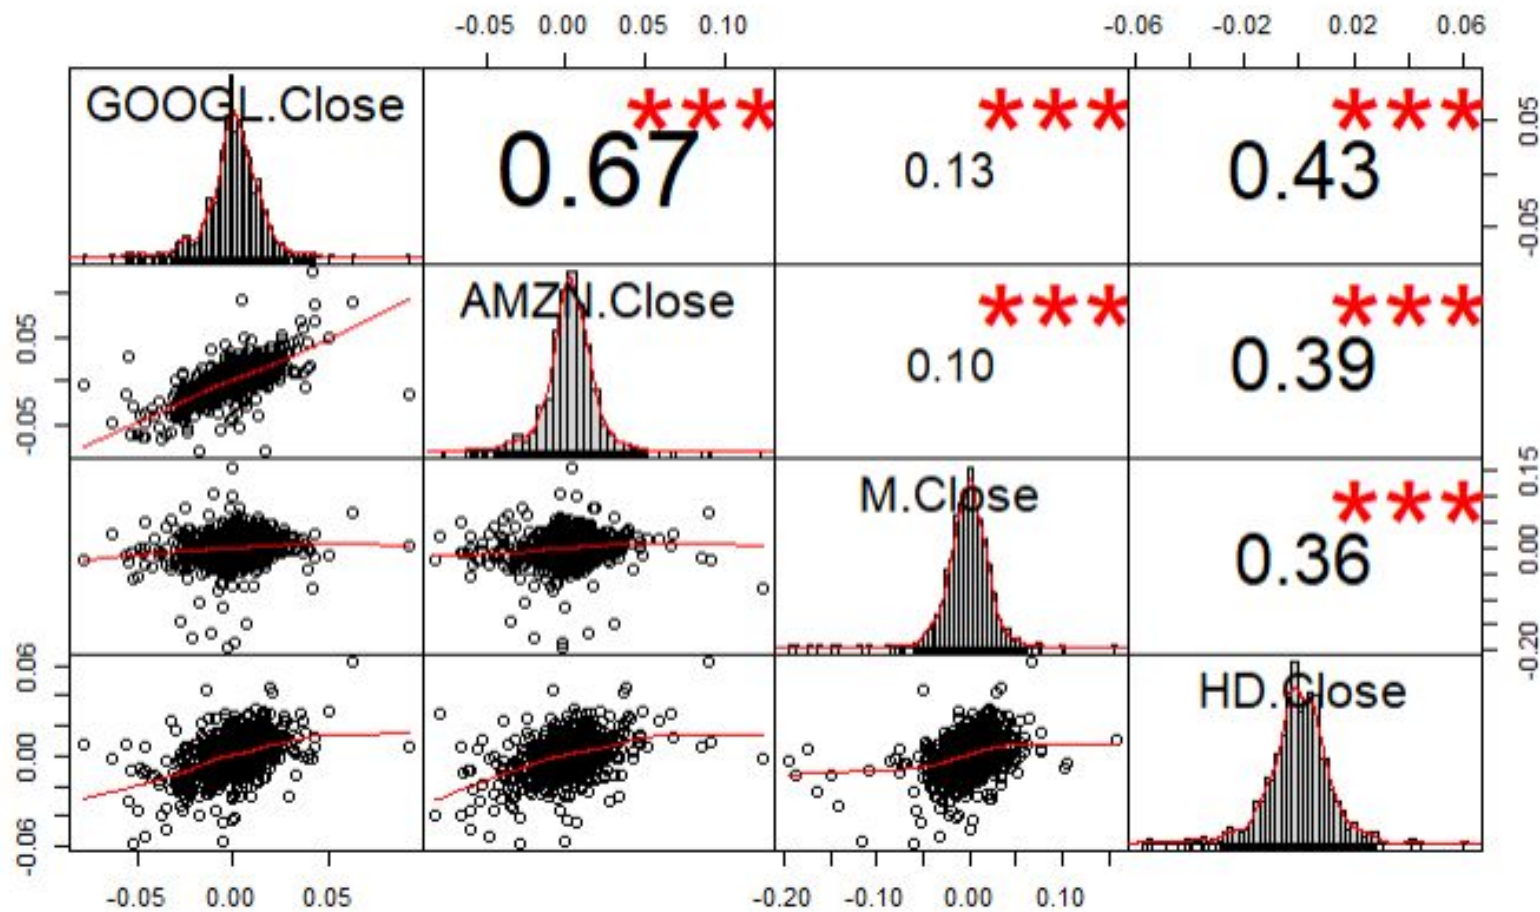 -0.05 0.00 0.05 0.10 -0.06 -0.02 0.02 0.06
GOOGL.Close *** 0.67 *** 0.13 *** 0.43 -0.05 0.05
-0.05 0.05 AMZN.Close *** 0.10 *** 0.39
M.Close *** 0.36 -0.20 0.00 0.15
-0.06 0.00 0.06 HD.Close
-0.05 0.00 0.05 -0.20 -0.10 0.00 0.10